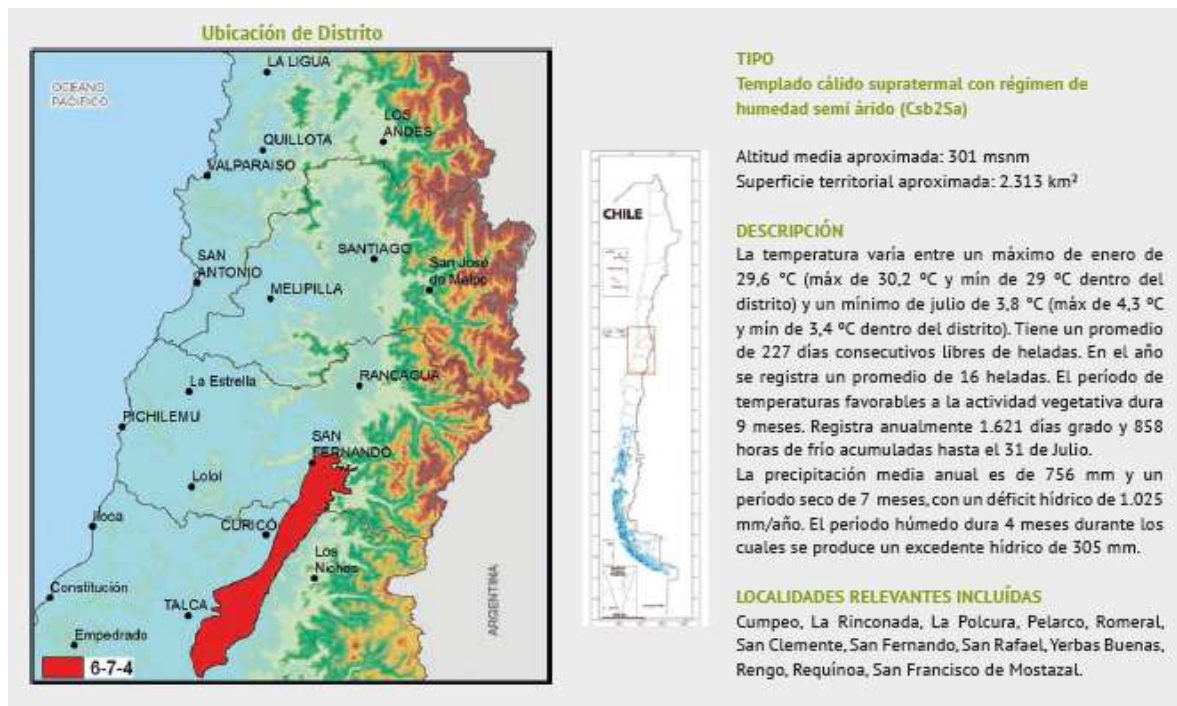 Ubicación de Distrito
OCEANO
PACÍFICO
LA LIGUA
LOS
ANDES
QUILLOTA
VALPARAISO
SAN
ANTONIO
SANTIAGO
San José
de Maipo
MELIPILLA
La Estrella
RANCAGUA
PICHILEMU
SAN
FERNANDO
Lolol
Iloca
CURICÓ
Los
Niches
Constitución
TALCA
Empedrado
ARGENTINA
6-7-4
CHILE
TIPO
Templado cálido supratermal con régimen de
humedad semi árido (Csb2Sa)
Altitud media aproximada: 301 msnm
Superficie territorial aproximada: 2.313 km²
DESCRIPCIÓN
La temperatura varía entre un máximo de enero de
29,6 ºC (máx de 30,2 ºC y mín de 29 ºC dentro del
distrito) y un mínimo de julio de 3,8 ºC (máx de 4,3 ºC
y mín de 3,4 ºC dentro del distrito). Tiene un promedio
de 227 días consecutivos libres de heladas. En el año
se registra un promedio de 16 heladas. El período de
temperaturas favorables a la actividad vegetativa dura
9 meses. Registra anualmente 1.621 días grado y 858
horas de frío acumuladas hasta el 31 de Julio.
La precipitación media anual es de 756 mm y un
período seco de 7 meses, con un déficit hídrico de 1.025
mm/año. El período húmedo dura 4 meses durante los
cuales se produce un excedente hídrico de 305 mm.
LOCALIDADES RELEVANTES INCLUÍDAS
Cumpeo, La Rinconada, La Polcura, Pelarco, Romeral,
San Clemente, San Fernando, San Rafael, Yerbas Buenas,
Rengo, Requínoa, San Francisco de Mostazal.